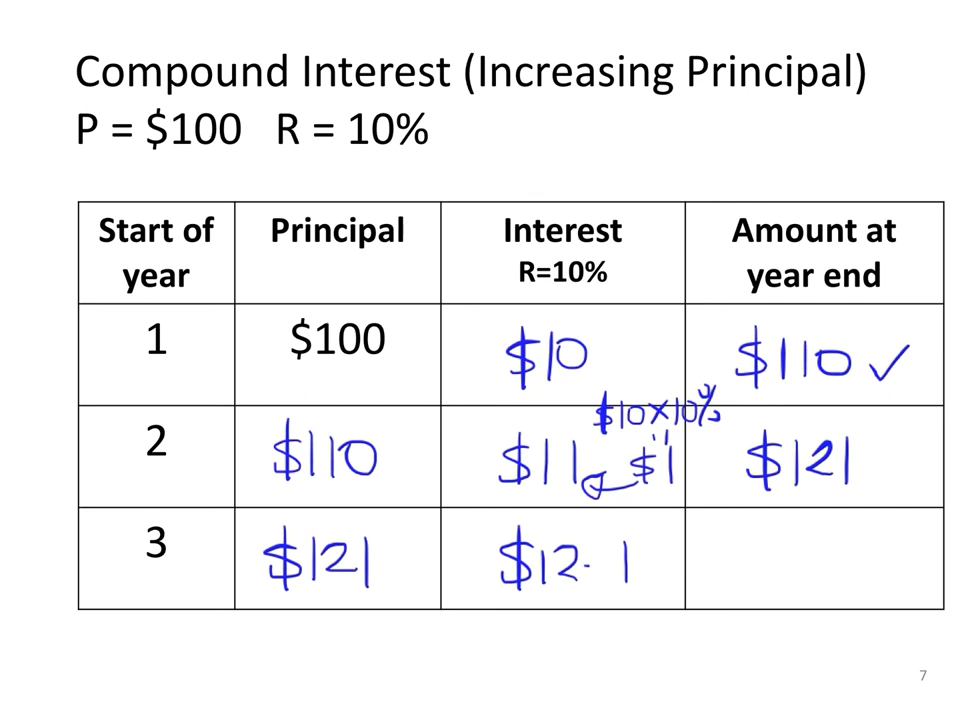 Compound Interest (Increasing Principal)
P = $100 R = 10%
Start of year Principal Interest R=10% Amount at year end
1 $100 $10 $110 ✓
$10×10%
2 $110 $11 $1 $121
3 $121 $12.1
7